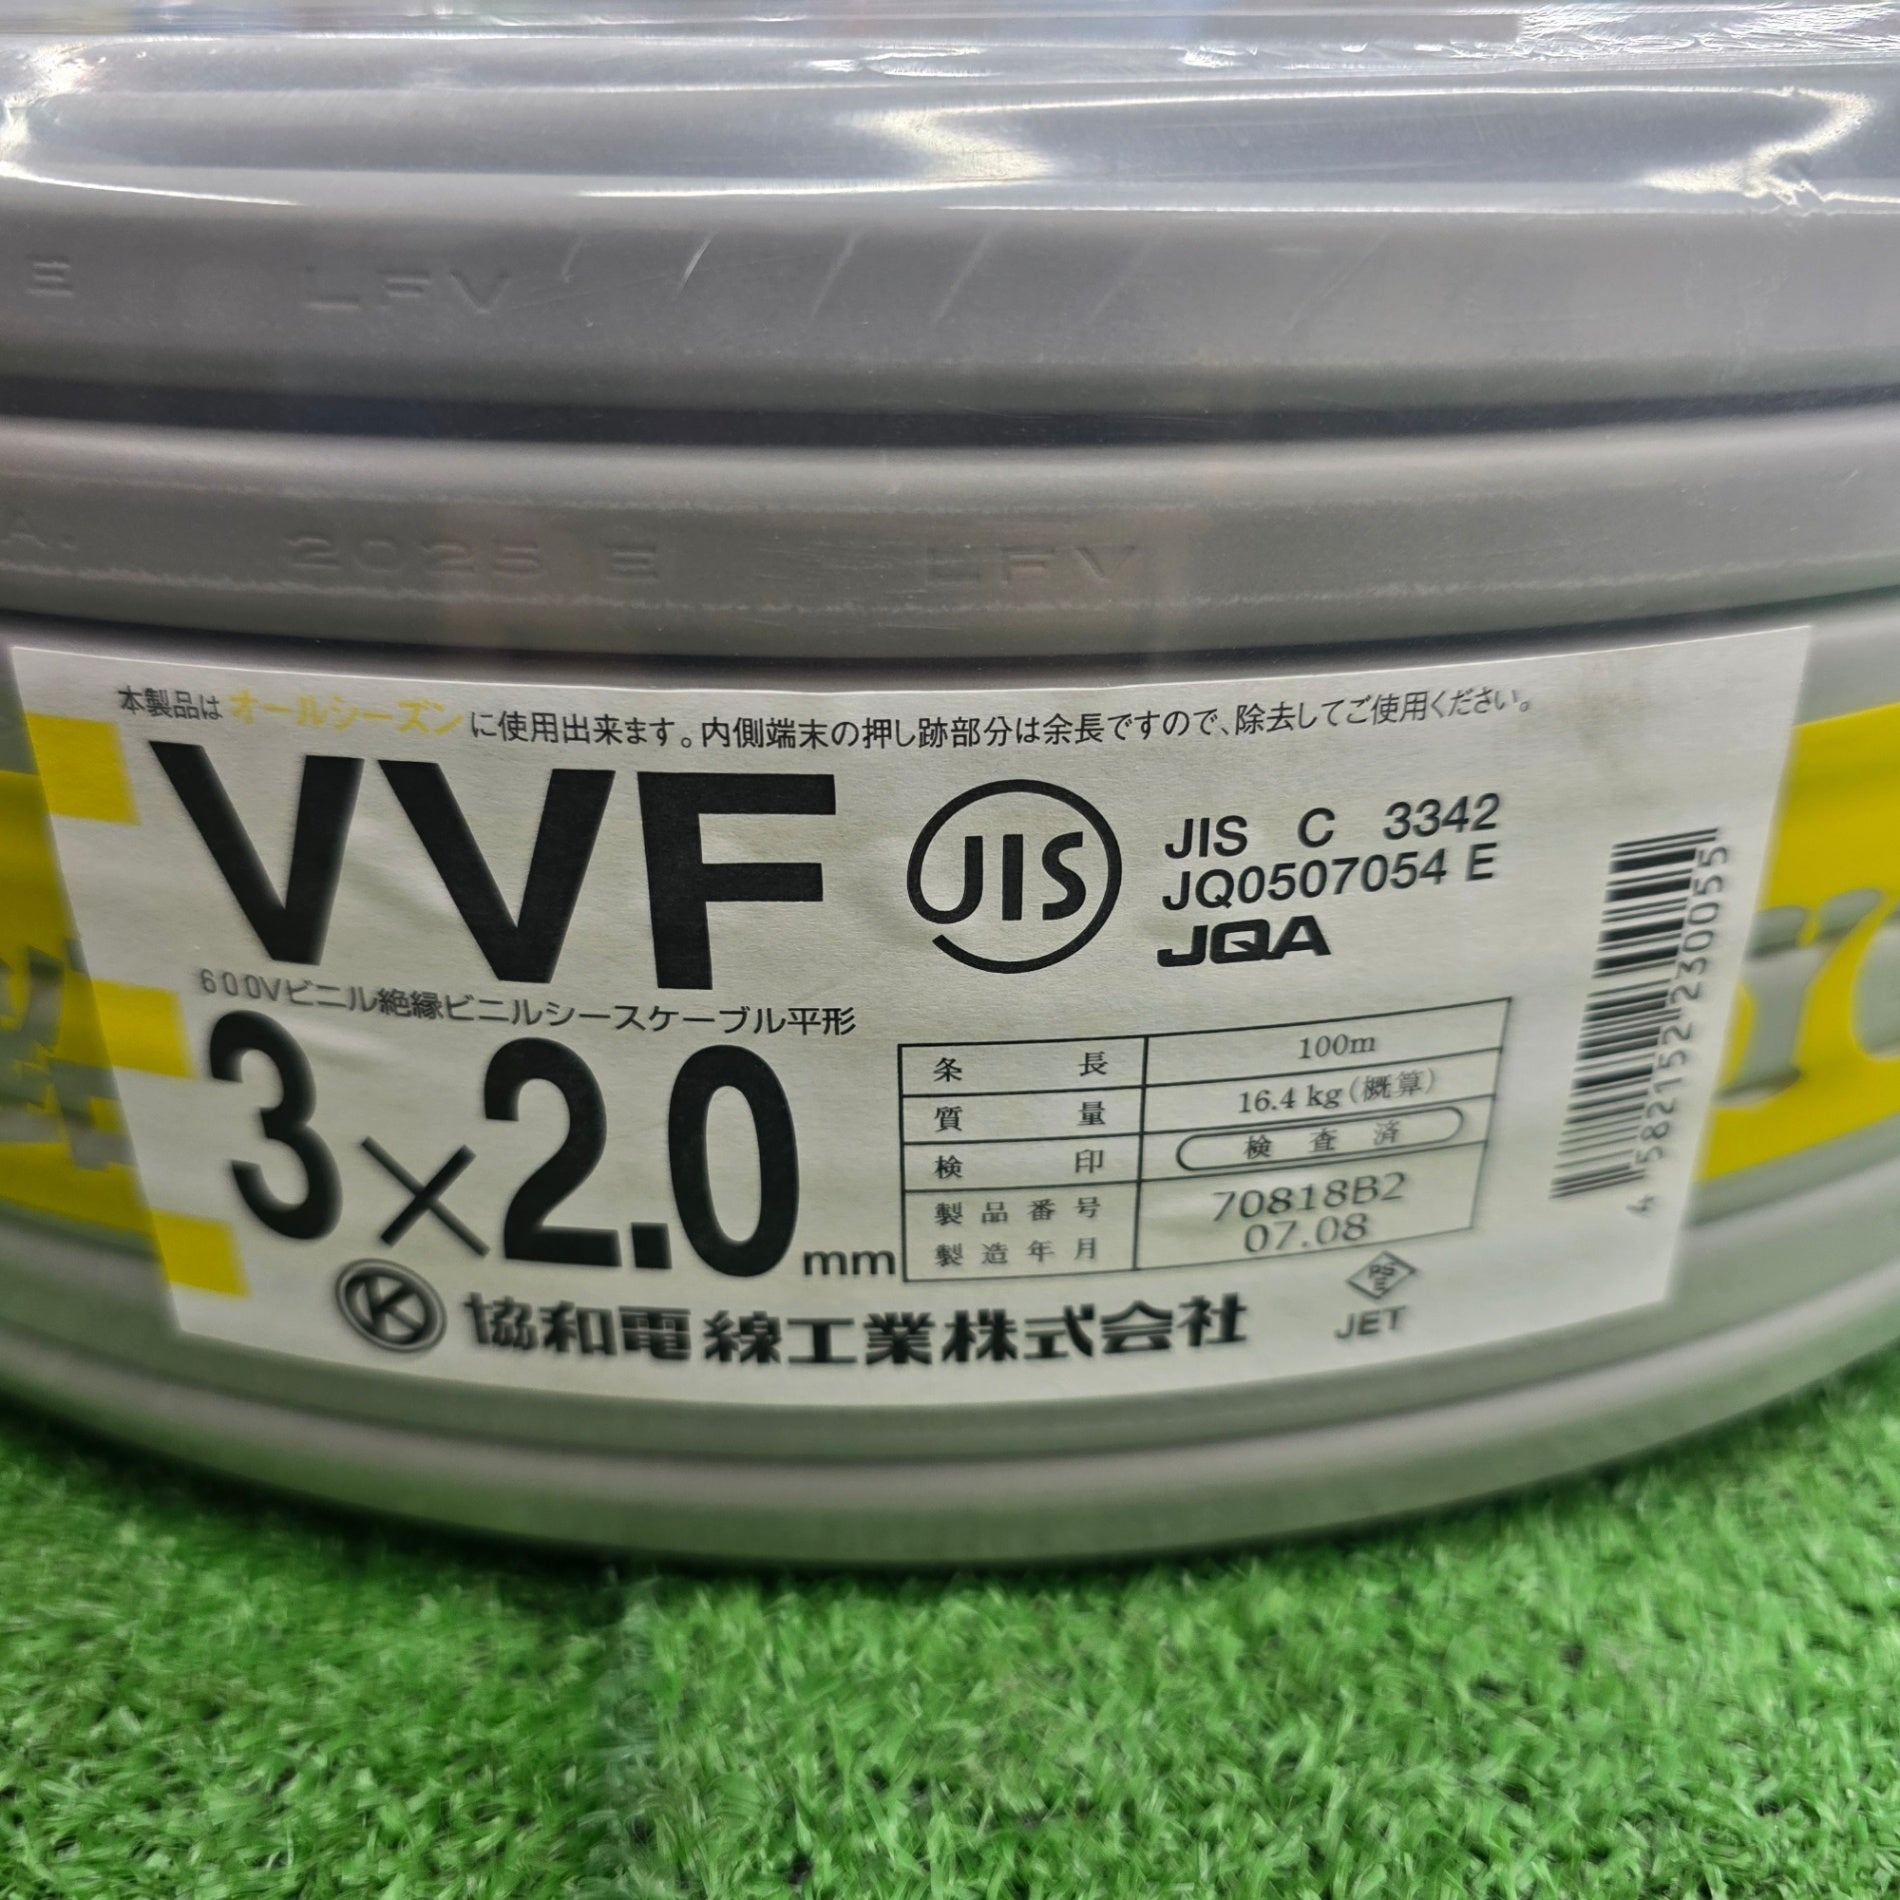 E LFV
A. 2025 E LFV
本製品は オールシーズン に使用出来ます。内側端末の押し跡部分は余長ですので、除去してご使用ください。
VVF
JIS
JIS C 3342
JQ0507054 E
JQA
600Vビニル絶縁ビニルシースケーブル平形
3×2.0mm
条長 100m
質量 16.4 kg (概算)
検印 検査済
製品番号 70818B2
製造年月 07.08
K 協和電線工業株式会社
PS E
JET
4 582152 230055